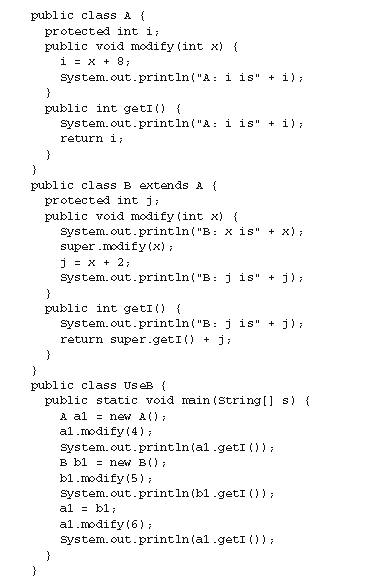 public class A {
  protected int i;
  public void modify(int x) {
    i = x + 8;
    System.out.println("A: i is" + i);
  }
  public int getI() {
    System.out.println("A: i is" + i);
    return i;
  }
}
public class B extends A {
  protected int j;
  public void modify(int x) {
    System.out.println("B: x is" + x);
    super.modify(x);
    j = x + 2;
    System.out.println("B: j is" + j);
  }
  public int getI() {
    System.out.println("B: j is" + j);
    return super.getI() + j;
  }
}
public class UseB {
  public static void main(String[] s) {
    A a1 = new A();
    a1.modify(4);
    System.out.println(a1.getI());
    B b1 = new B();
    b1.modify(5);
    System.out.println(b1.getI());
    a1 = b1;
    a1.modify(6);
    System.out.println(a1.getI());
  }
}